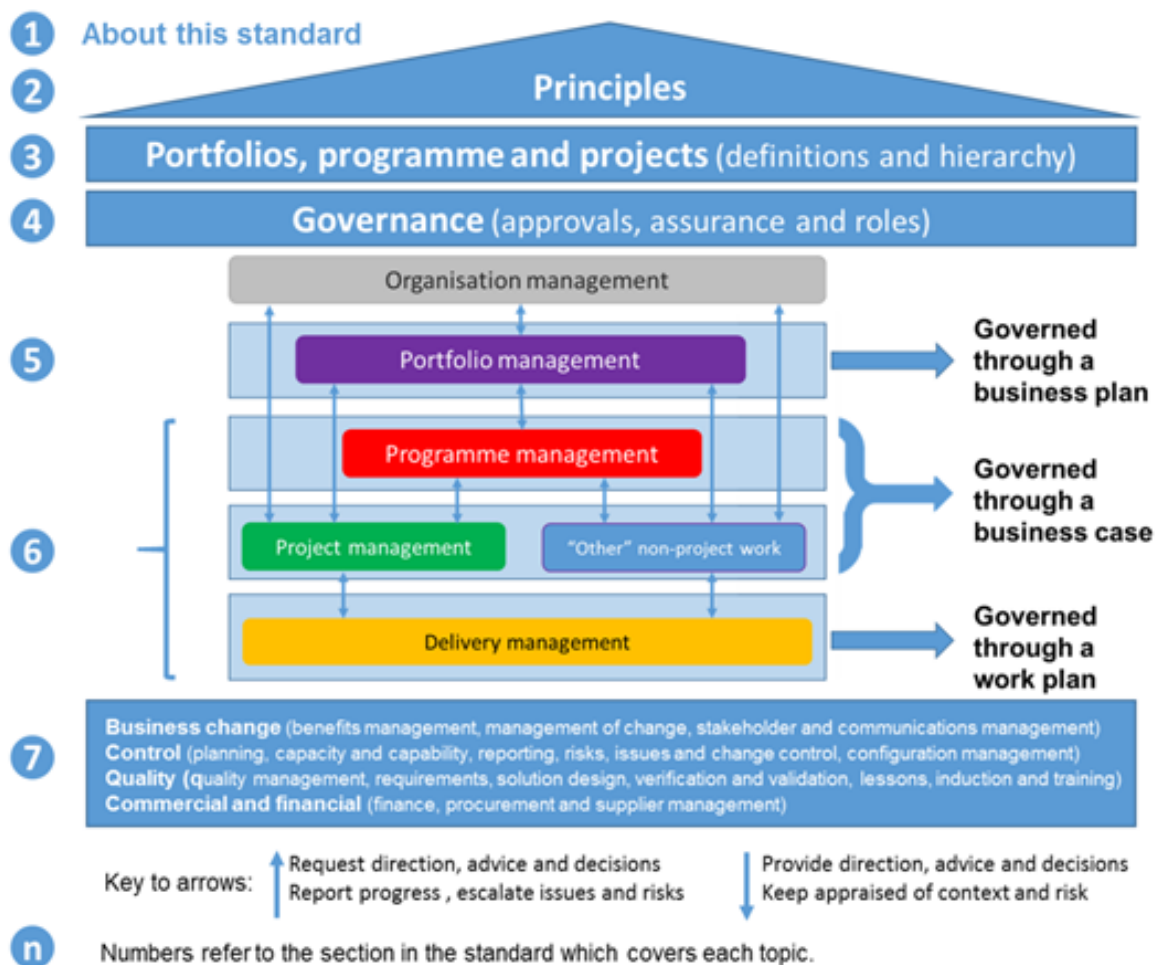 1 About this standard
2 Principles
3 Portfolios, programme and projects (definitions and hierarchy)
4 Governance (approvals, assurance and roles)
Organisation management
5 Portfolio management
Governed
through a
business plan
Programme management
6 Project management
"Other" non-project work
Governed
through a
business case
Delivery management
Governed
through a
work plan
7 Business change (benefits management, management of change, stakeholder and communications management)
Control (planning, capacity and capability, reporting, risks, issues and change control, configuration management)
Quality (quality management, requirements, solution design, verification and validation, lessons, induction and training)
Commercial and financial (finance, procurement and supplier management)
Key to arrows:
Request direction, advice and decisions
Report progress , escalate issues and risks
Provide direction, advice and decisions
Keep appraised of context and risk
n Numbers refer to the section in the standard which covers each topic.